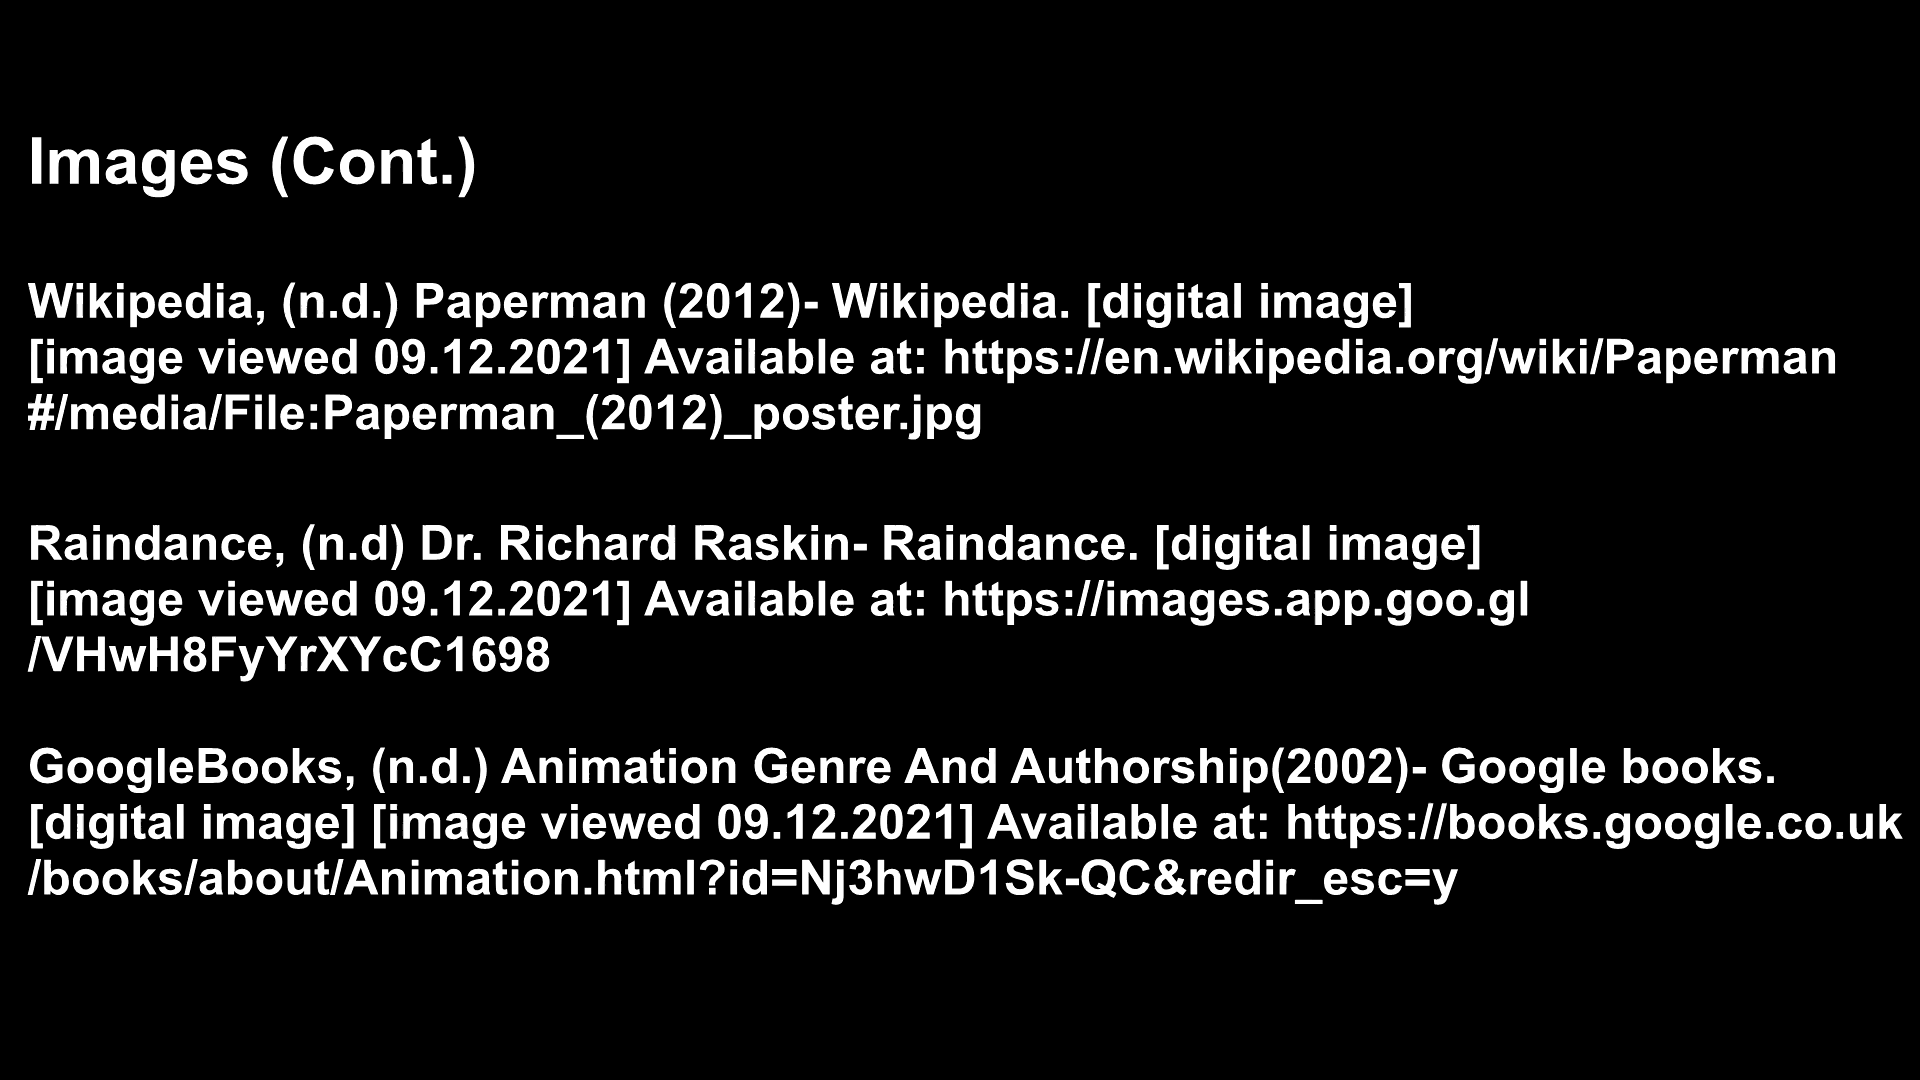 Images (Cont.)
Wikipedia, (n.d.) Paperman (2012)- Wikipedia. [digital image]
[image viewed 09.12.2021] Available at: https://en.wikipedia.org/wiki/Paperman
#/media/File:Paperman_(2012)_poster.jpg
Raindance, (n.d) Dr. Richard Raskin- Raindance. [digital image]
[image viewed 09.12.2021] Available at: https://images.app.goo.gl
/VHwH8FyYrXYcC1698
GoogleBooks, (n.d.) Animation Genre And Authorship(2002)- Google books.
[digital image] [image viewed 09.12.2021] Available at: https://books.google.co.uk
/books/about/Animation.html?id=Nj3hwD1Sk-QC&redir_esc=y